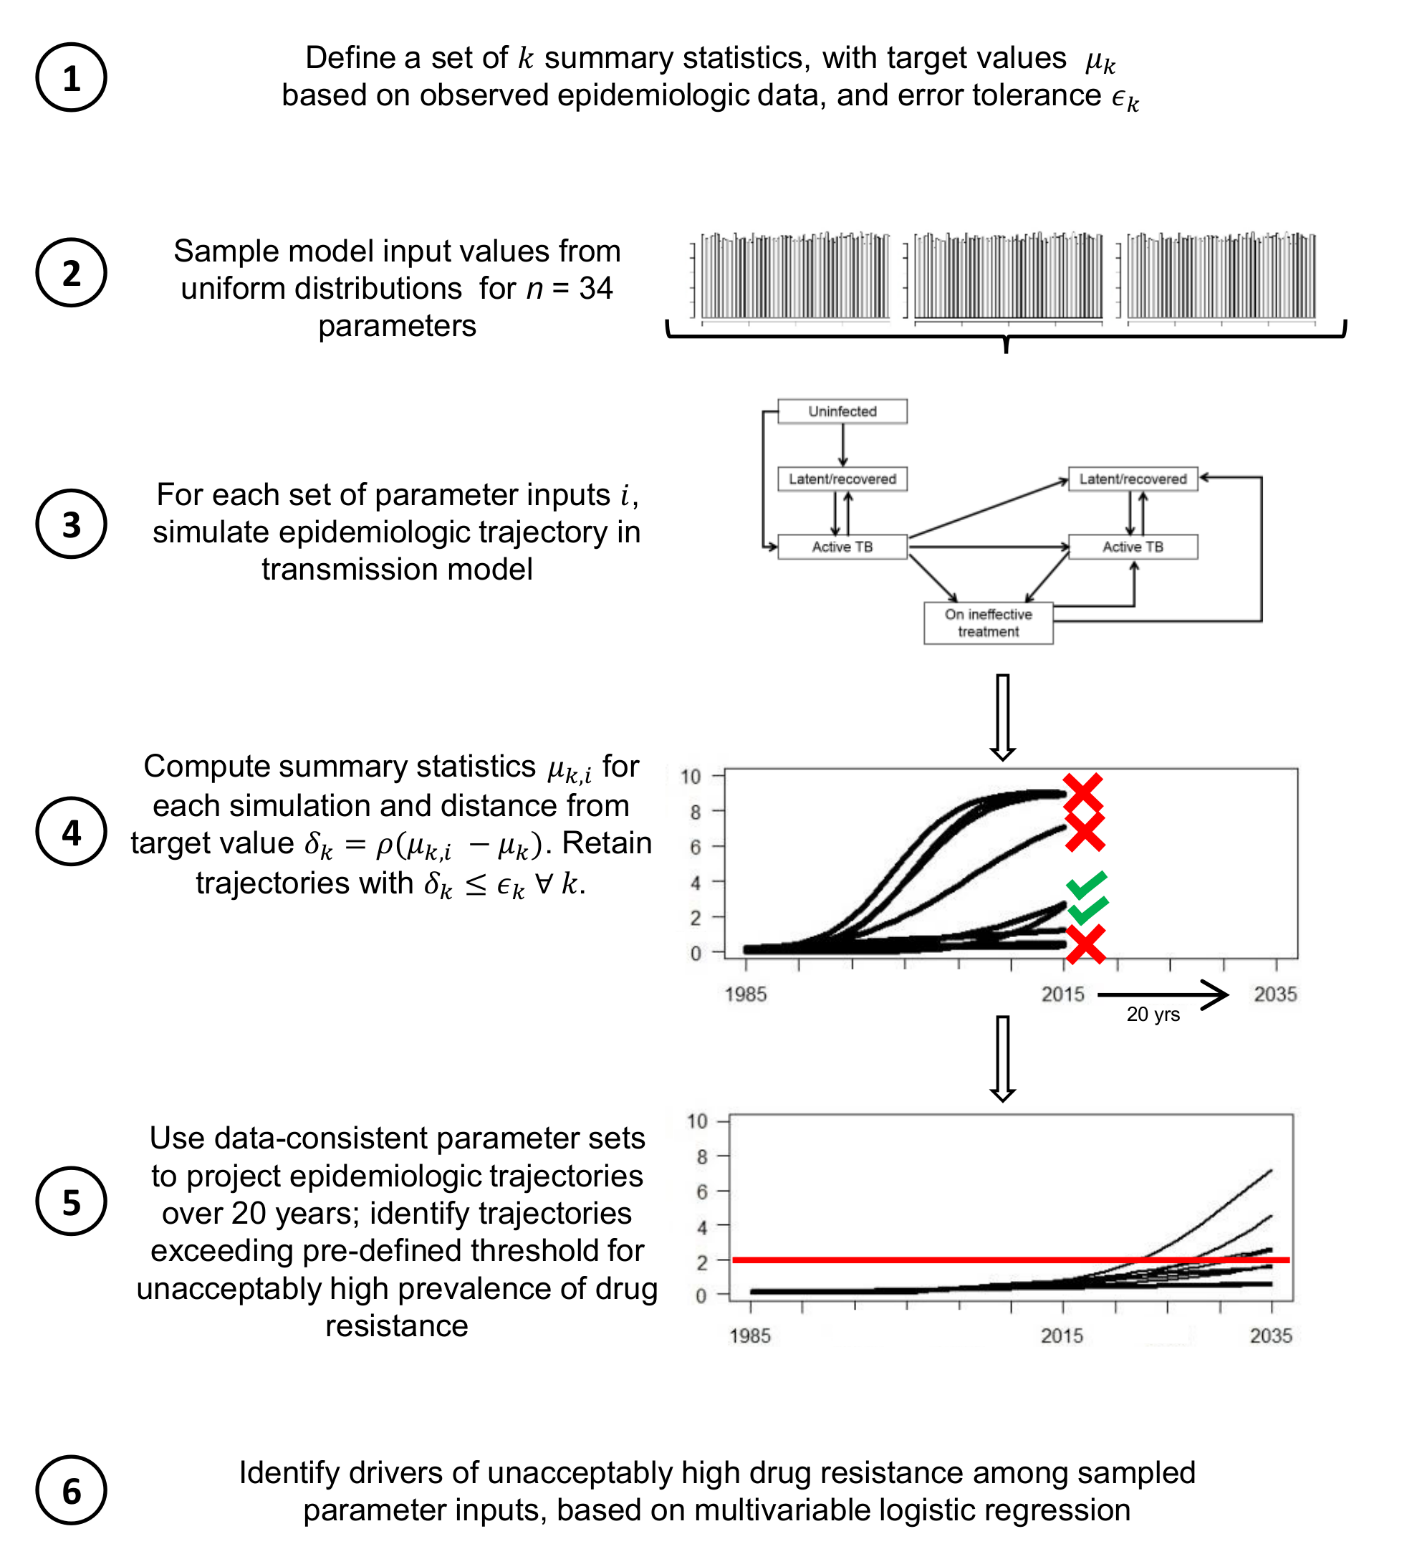 1
Define a set of k summary statistics, with target values μₖ
based on observed epidemiologic data, and error tolerance ϵₖ
2
Sample model input values from
uniform distributions for n = 34
parameters
3
For each set of parameter inputs i,
simulate epidemiologic trajectory in
transmission model
Uninfected
Latent/recovered
Latent/recovered
Active TB
Active TB
On ineffective
treatment
4
Compute summary statistics μₖ,ᵢ for
each simulation and distance from
target value δₖ = ρ(μₖ,ᵢ − μₖ). Retain
trajectories with δₖ ≤ ϵₖ ∀ k.
10
8
6
4
2
0
1985
2015
2035
20 yrs
5
Use data-consistent parameter sets
to project epidemiologic trajectories
over 20 years; identify trajectories
exceeding pre-defined threshold for
unacceptably high prevalence of drug
resistance
10
8
6
4
2
0
1985
2015
2035
6
Identify drivers of unacceptably high drug resistance among sampled
parameter inputs, based on multivariable logistic regression